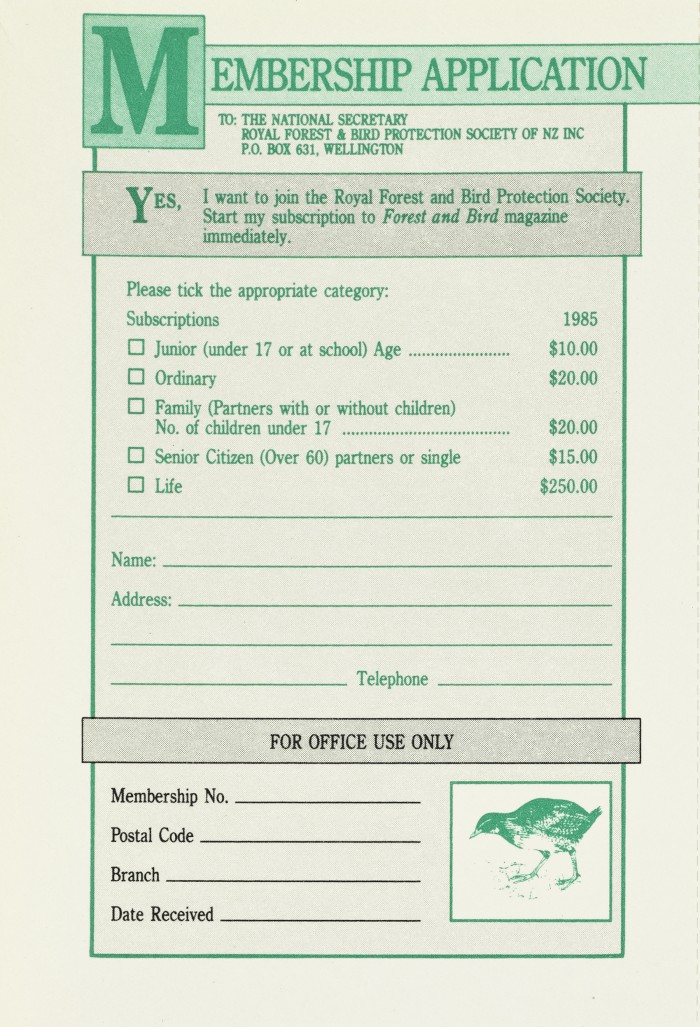 MEMBERSHIP APPLICATION
TO: THE NATIONAL SECRETARY
ROYAL FOREST & BIRD PROTECTION SOCIETY OF NZ INC
P.O. BOX 631, WELLINGTON
YES, I want to join the Royal Forest and Bird Protection Society.
Start my subscription to Forest and Bird magazine
immediately.
Please tick the appropriate category:
Subscriptions 1985
☐ Junior (under 17 or at school) Age ........................ $10.00
☐ Ordinary $20.00
☐ Family (Partners with or without children)
No. of children under 17 ....................................... $20.00
☐ Senior Citizen (Over 60) partners or single $15.00
☐ Life $250.00
Name:
Address:
Telephone
FOR OFFICE USE ONLY
Membership No.
Postal Code
Branch
Date Received